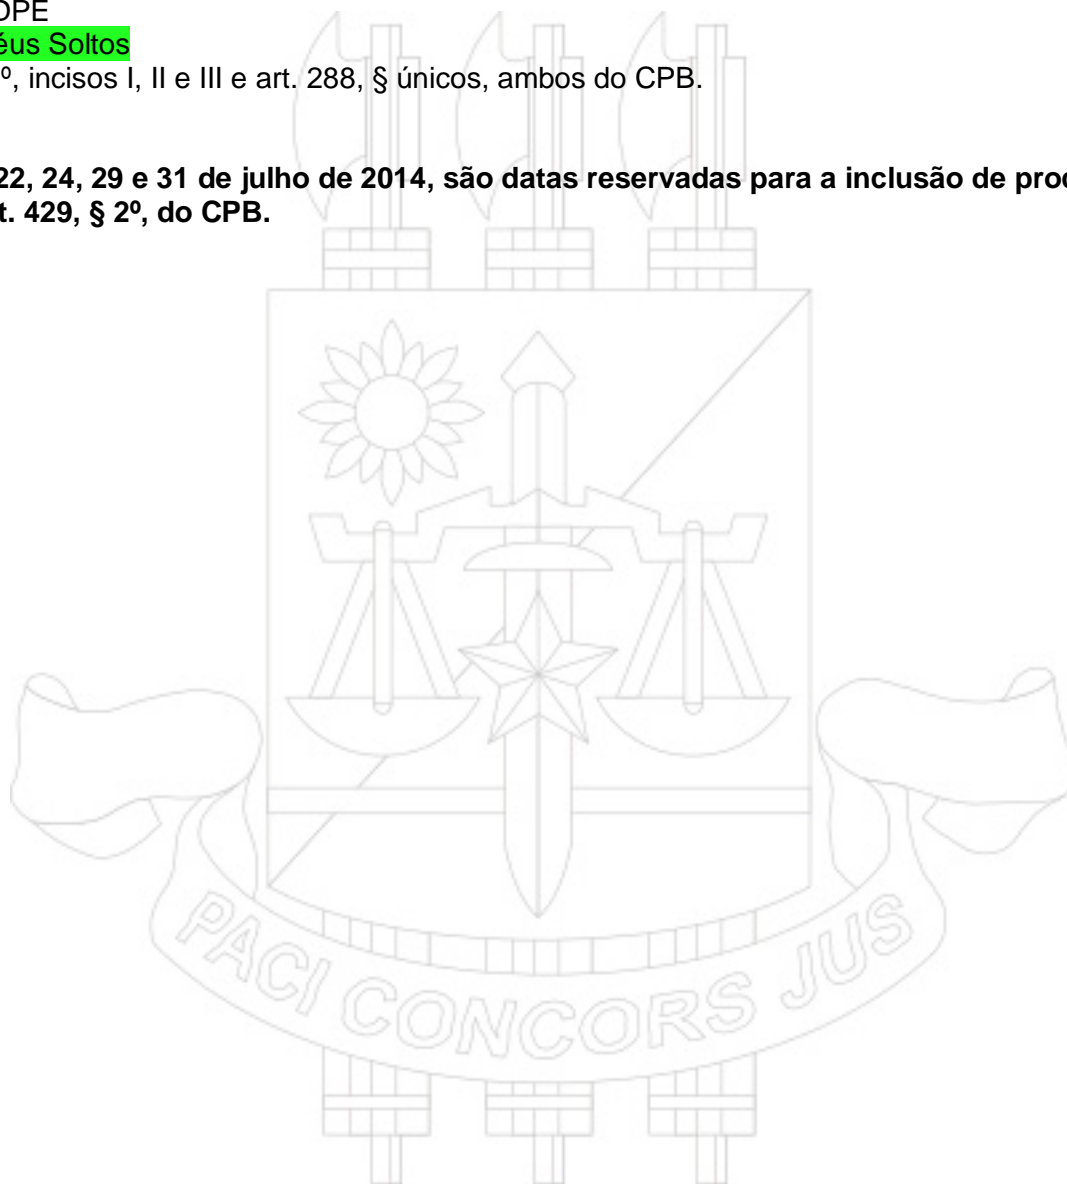 OPE
éus Soltos
º, incisos I, II e III e art. 288, § únicos, ambos do CPB.
22, 24, 29 e 31 de julho de 2014, são datas reservadas para a inclusão de proc
t. 429, § 2º, do CPB.
PACI CONCORS JUS